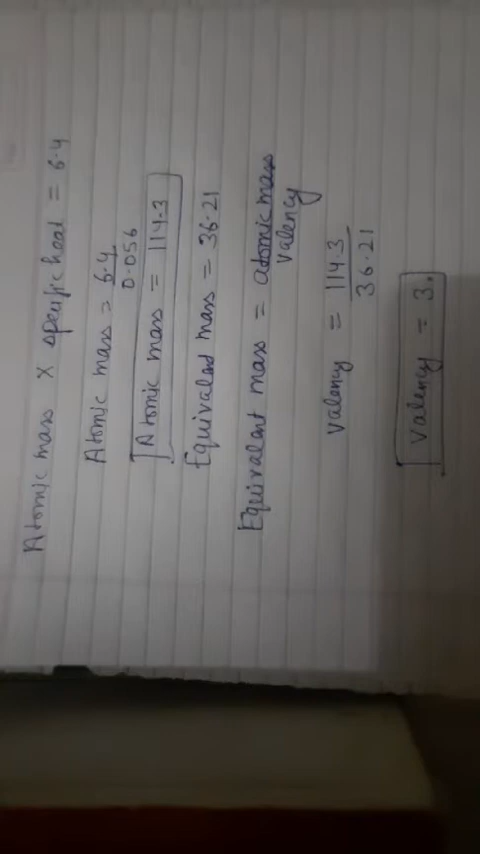 Atomic mass × specific heat = 6.4
Atomic mass = 6.4
0.056
Atomic mass = 114.3
Equivalent mass = 36.21
Equivalent mass = atomic mass
valency
Valency = 114.3
36.21
Valency = 3.